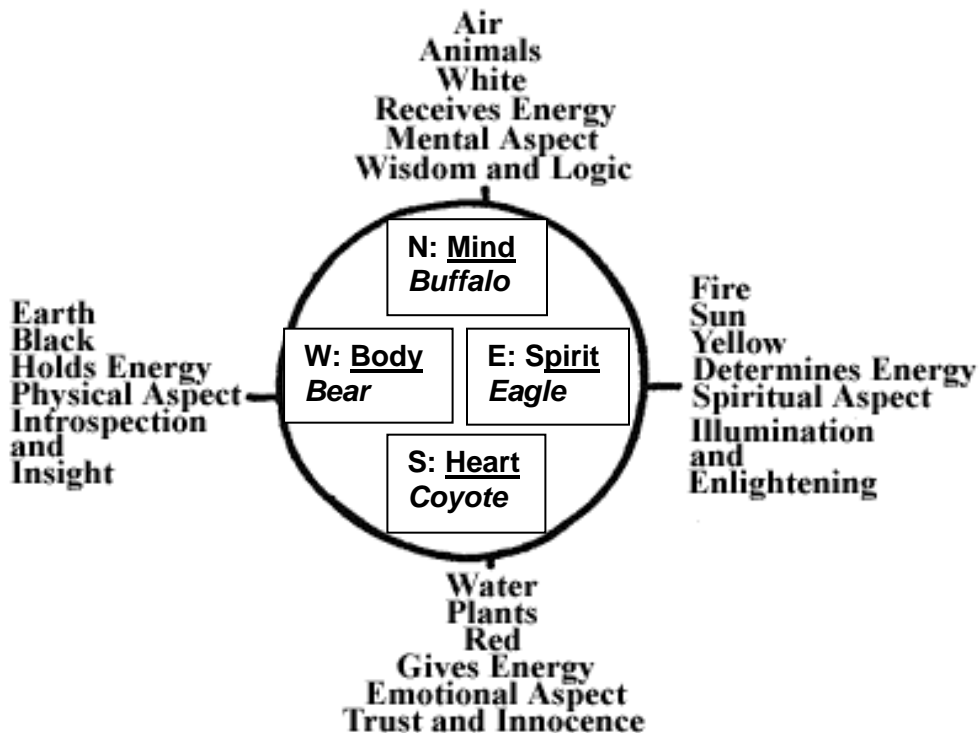 Air
Animals
White
Receives Energy
Mental Aspect
Wisdom and Logic
N: Mind
Buffalo
Earth
Black
Holds Energy
Physical Aspect
Introspection
and
Insight
W: Body
Bear
E: Spirit
Eagle
Fire
Sun
Yellow
Determines Energy
Spiritual Aspect
Illumination
and
Enlightening
S: Heart
Coyote
Water
Plants
Red
Gives Energy
Emotional Aspect
Trust and Innocence